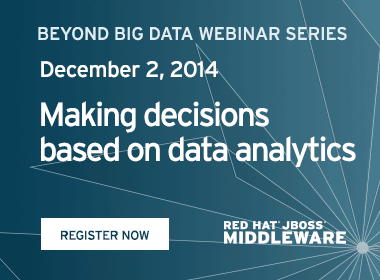 BEYOND BIG DATA WEBINAR SERIES
December 2, 2014
Making decisions
based on data analytics
REGISTER NOW
RED HAT® JBOSS®
MIDDLEWARE